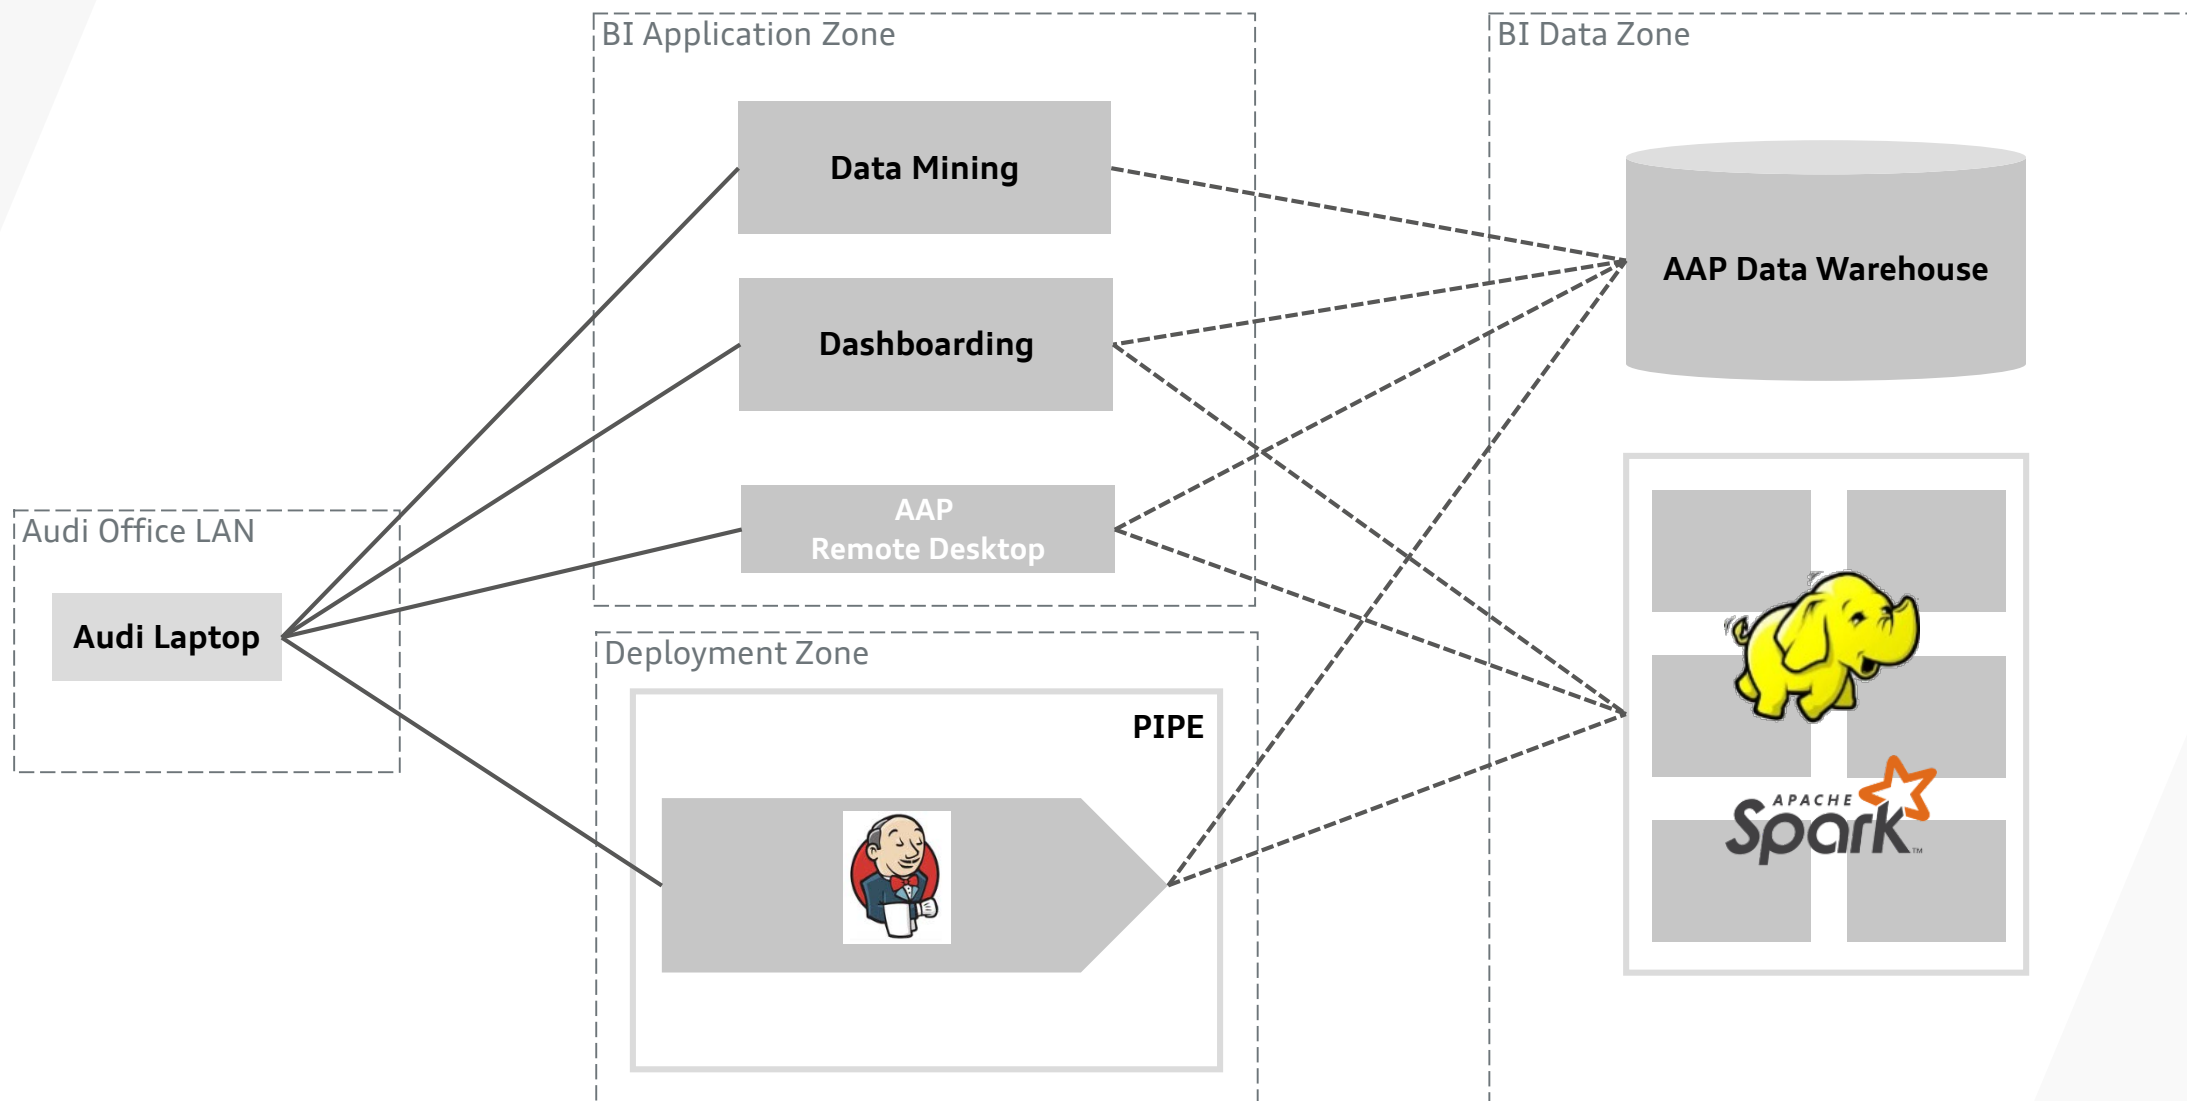 BI Application Zone
BI Data Zone
Data Mining
AAP Data Warehouse
Dashboarding
AAP
Remote Desktop
Audi Office LAN
Audi Laptop
Deployment Zone
PIPE
APACHE
Spark™